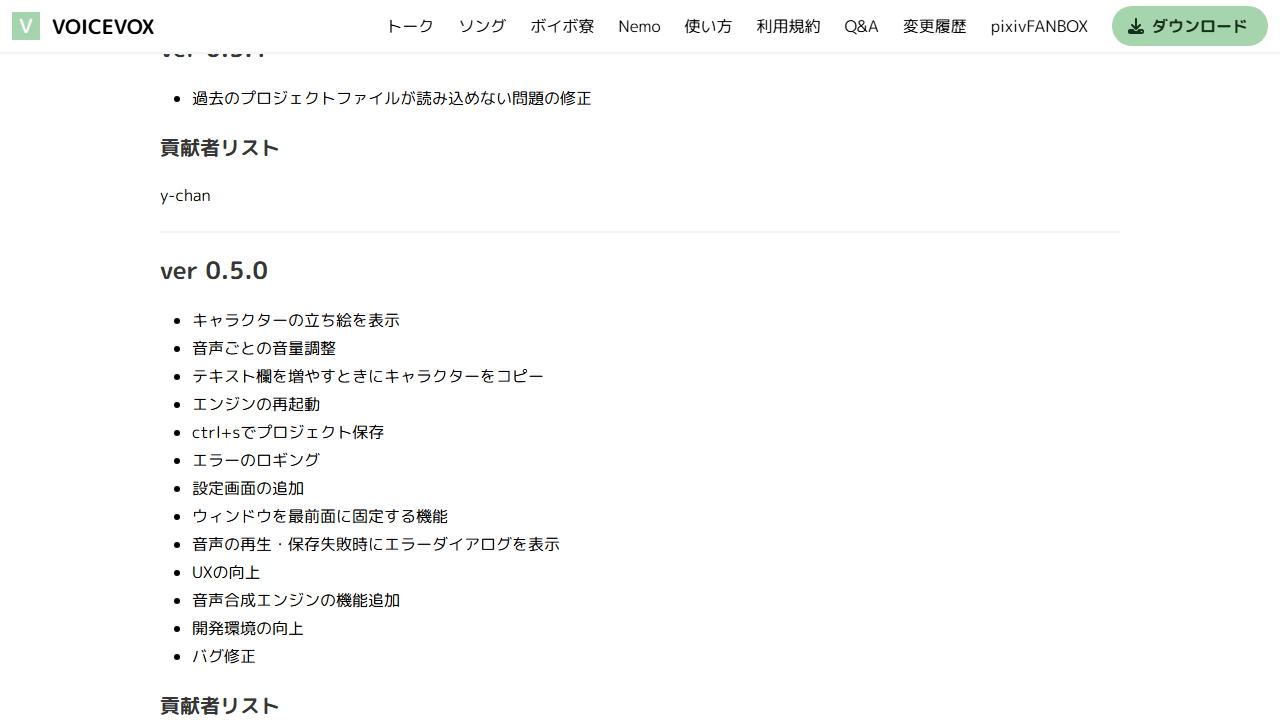 V VOICEVOX トーク ソング ボイボ寮 Nemo 使い方 利用規約 Q&A 変更履歴 pixivFANBOX ダウンロード
過去のプロジェクトファイルが読み込めない問題の修正
貢献者リスト
y-chan
ver 0.5.0
キャラクターの立ち絵を表示
音声ごとの音量調整
テキスト欄を増やすときにキャラクターをコピー
エンジンの再起動
ctrl+sでプロジェクト保存
エラーのロギング
設定画面の追加
ウィンドウを最前面に固定する機能
音声の再生・保存失敗時にエラーダイアログを表示
UXの向上
音声合成エンジンの機能追加
開発環境の向上
バグ修正
貢献者リスト